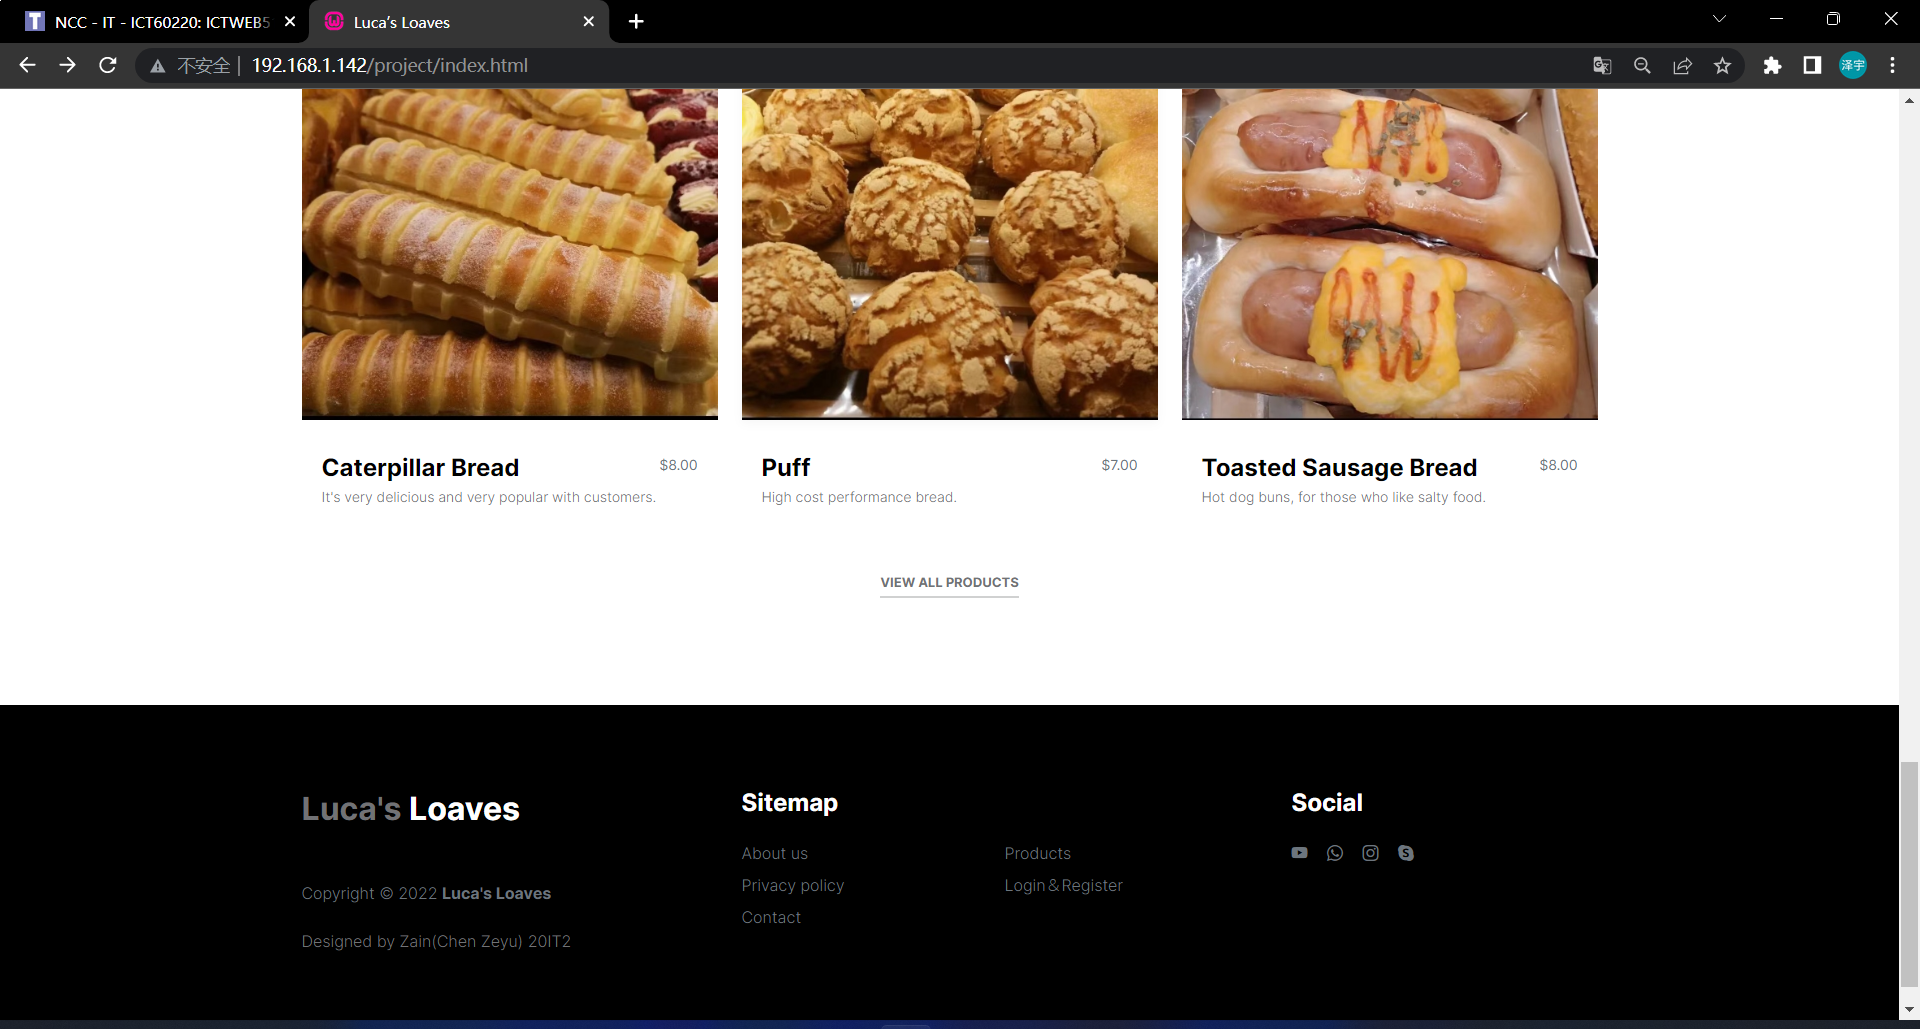 NCC - IT - ICT60220: ICTWEB5
Luca's Loaves
不安全 | 192.168.1.142/project/index.html
泽宇
Caterpillar Bread $8.00
It's very delicious and very popular with customers.
Puff $7.00
High cost performance bread.
Toasted Sausage Bread $8.00
Hot dog buns, for those who like salty food.
VIEW ALL PRODUCTS
Luca's Loaves
Copyright © 2022 Luca's Loaves
Designed by Zain(Chen Zeyu) 20IT2
Sitemap
About us
Privacy policy
Contact
Products
Login&Register
Social